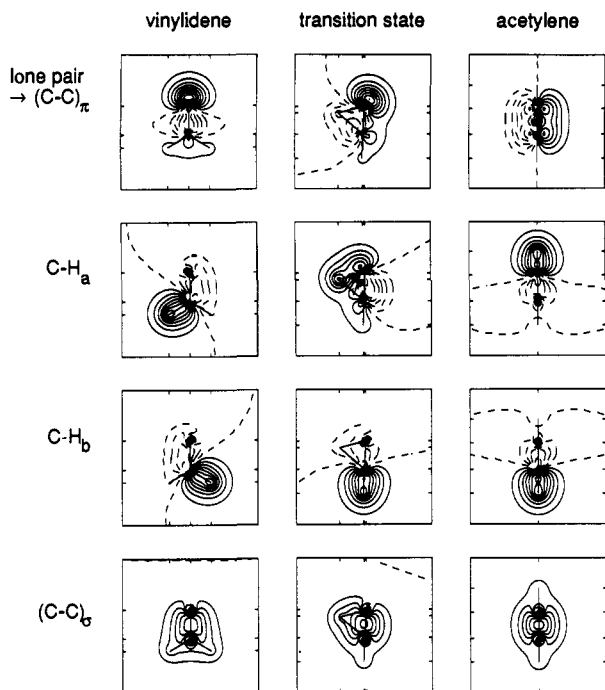 vinylidene transition state acetylene
lone pair
→ (C-C)π
C-Ha
C-Hb
(C-C)σ